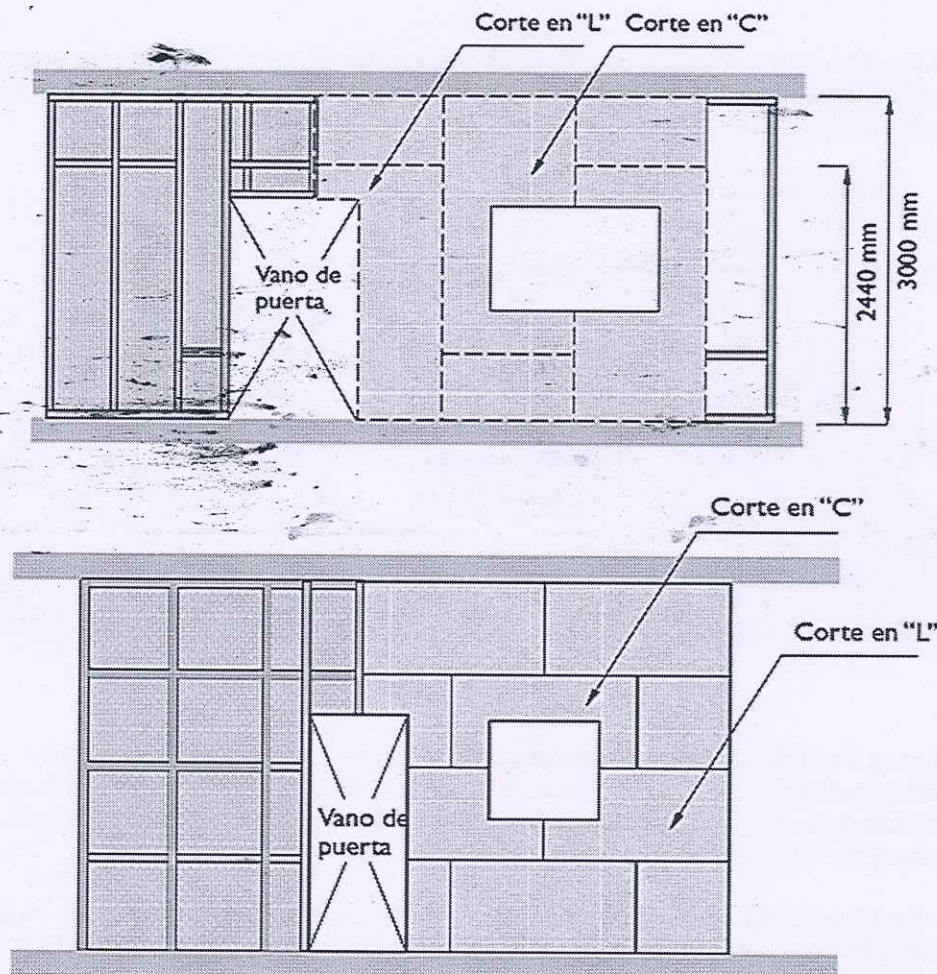 Corte en “L” Corte en “C”
Vano de
puerta
2440 mm
3000 mm
Corte en “C”
Corte en “L”
Vano de
puerta